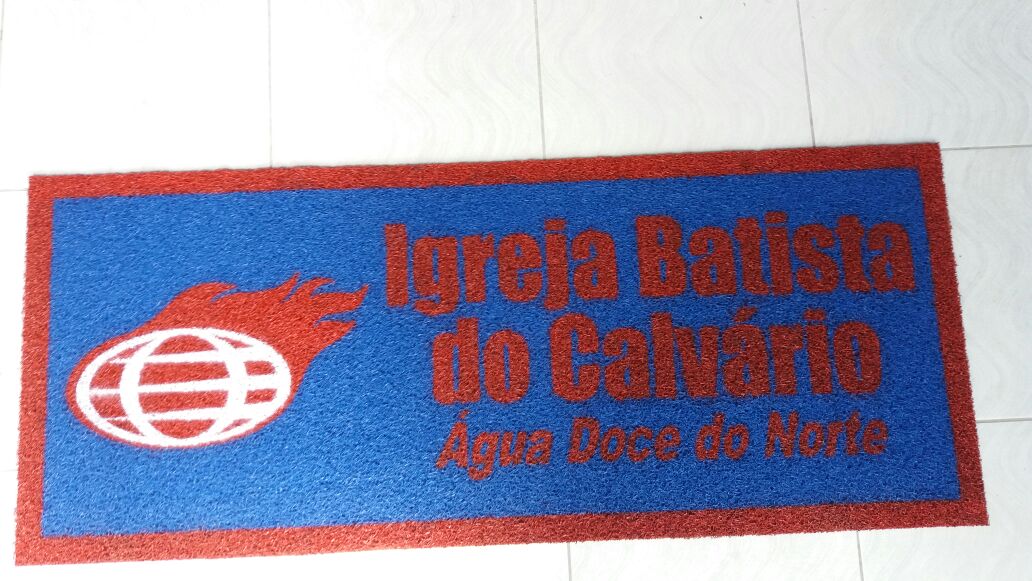 Igreja Batista
do Calvário
Água Doce do Norte